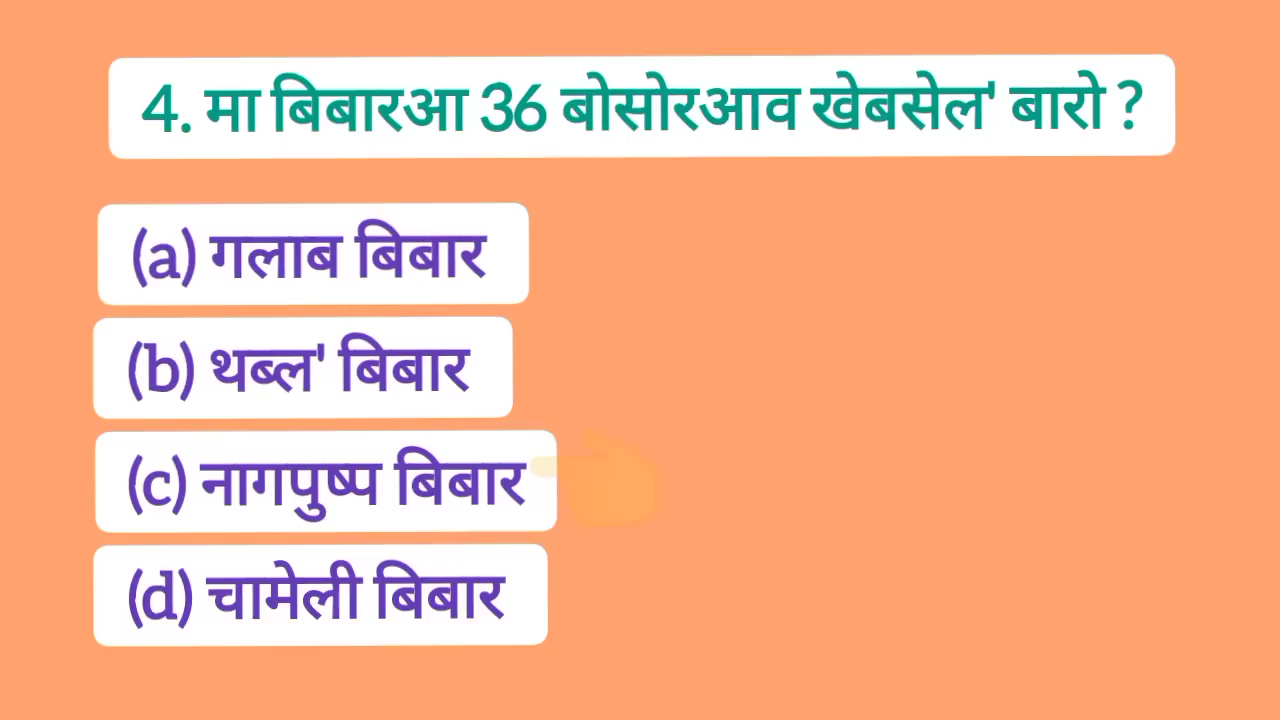 4. मा बिबारआ 36 बोसोरआव खेबसेल' बारो ?
(a) गलाब बिबार
(b) थब्ल' बिबार
(c) नागपुष्प बिबार
(d) चामेली बिबार